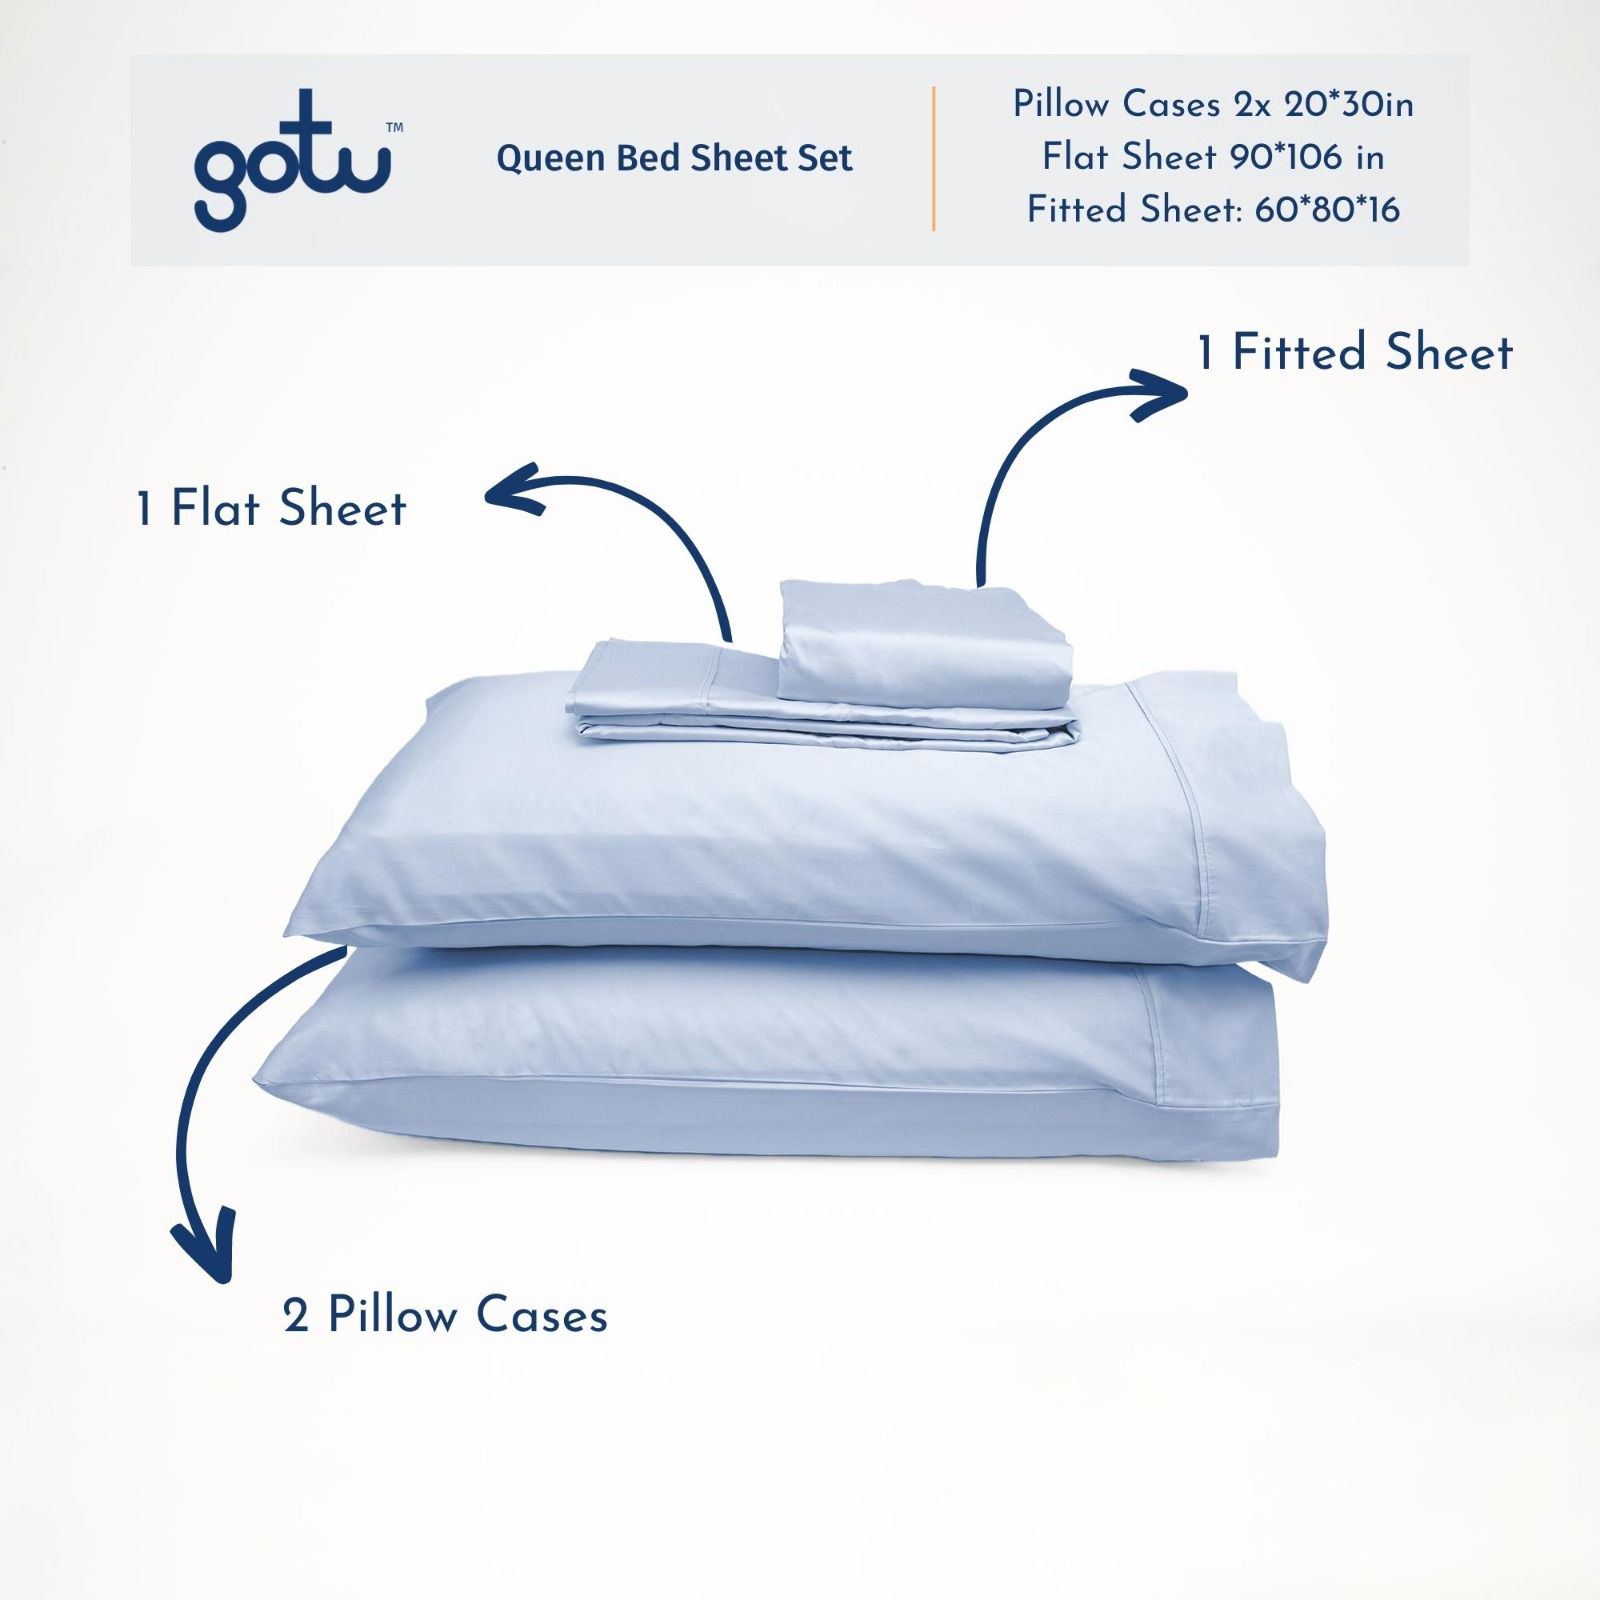 gotu™
Queen Bed Sheet Set
Pillow Cases 2x 20*30in
Flat Sheet 90*106 in
Fitted Sheet: 60*80*16
1 Fitted Sheet
1 Flat Sheet
2 Pillow Cases